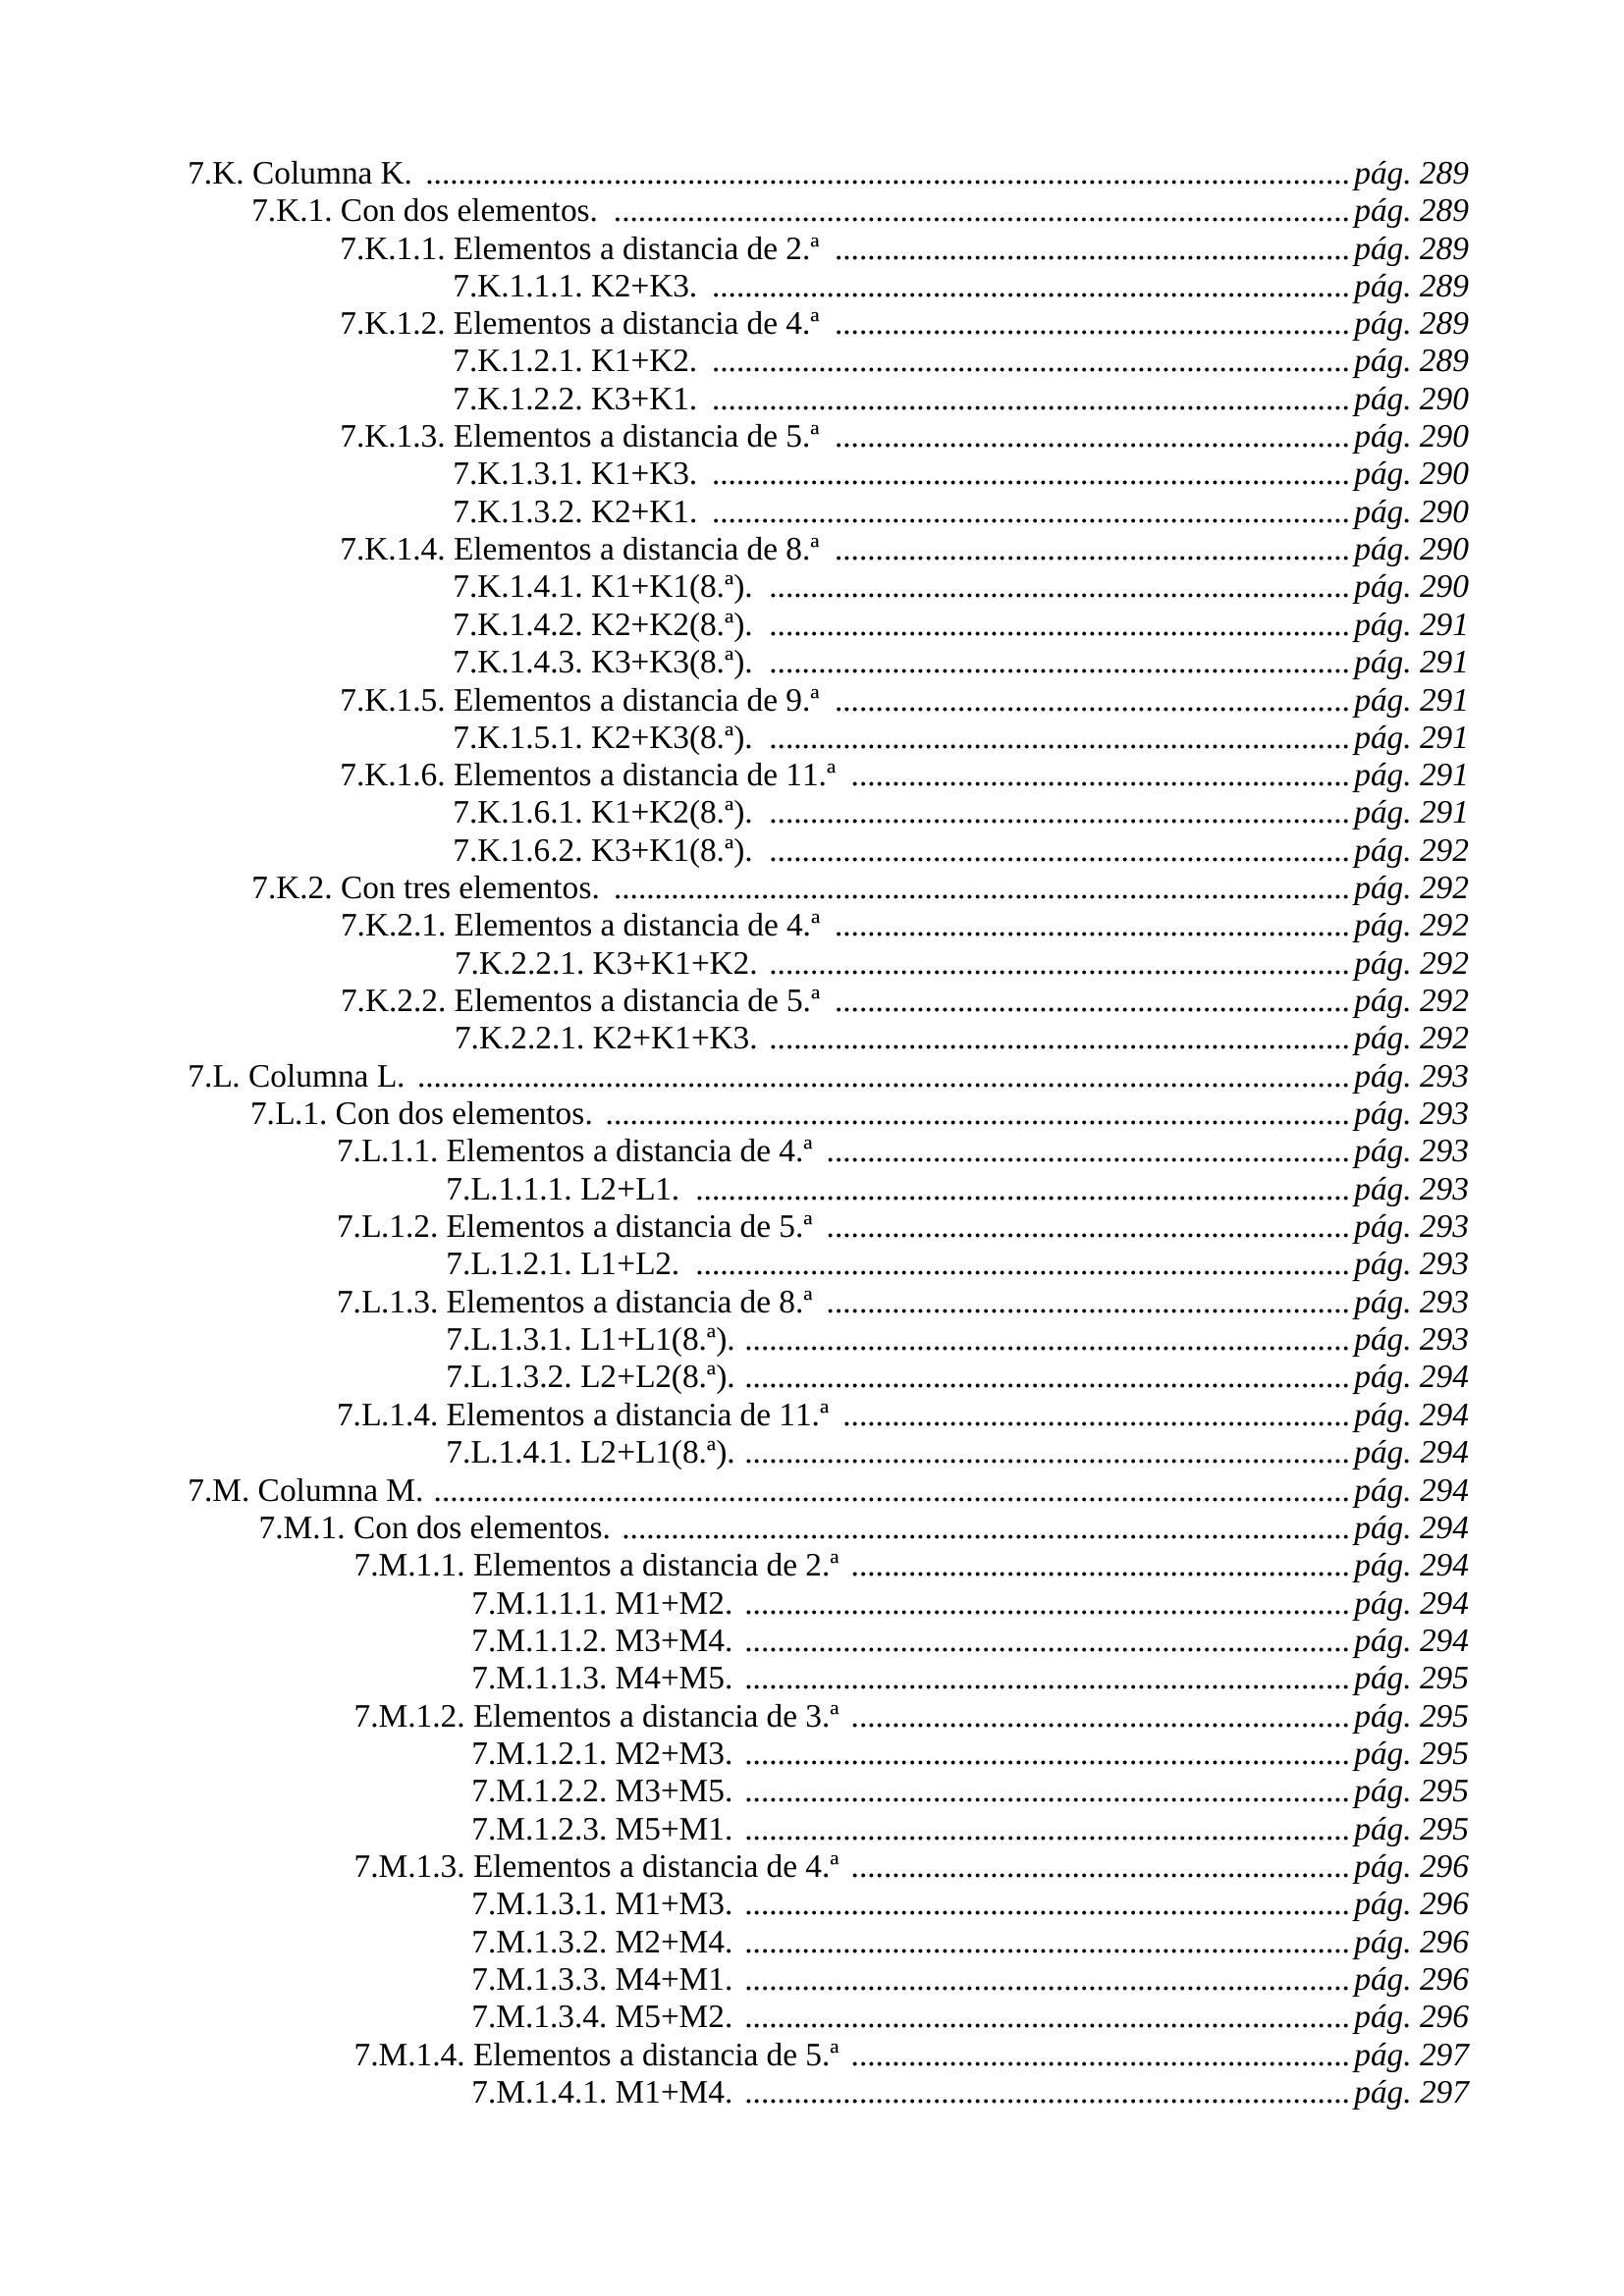 7.K. Columna K. ........................................ pág. 289
7.K.1. Con dos elementos. ........................................ pág. 289
7.K.1.1. Elementos a distancia de 2.ª ........................................ pág. 289
7.K.1.1.1. K2+K3. ........................................ pág. 289
7.K.1.2. Elementos a distancia de 4.ª ........................................ pág. 289
7.K.1.2.1. K1+K2. ........................................ pág. 289
7.K.1.2.2. K3+K1. ........................................ pág. 290
7.K.1.3. Elementos a distancia de 5.ª ........................................ pág. 290
7.K.1.3.1. K1+K3. ........................................ pág. 290
7.K.1.3.2. K2+K1. ........................................ pág. 290
7.K.1.4. Elementos a distancia de 8.ª ........................................ pág. 290
7.K.1.4.1. K1+K1(8.ª). ........................................ pág. 290
7.K.1.4.2. K2+K2(8.ª). ........................................ pág. 291
7.K.1.4.3. K3+K3(8.ª). ........................................ pág. 291
7.K.1.5. Elementos a distancia de 9.ª ........................................ pág. 291
7.K.1.5.1. K2+K3(8.ª). ........................................ pág. 291
7.K.1.6. Elementos a distancia de 11.ª ........................................ pág. 291
7.K.1.6.1. K1+K2(8.ª). ........................................ pág. 291
7.K.1.6.2. K3+K1(8.ª). ........................................ pág. 292
7.K.2. Con tres elementos. ........................................ pág. 292
7.K.2.1. Elementos a distancia de 4.ª ........................................ pág. 292
7.K.2.2.1. K3+K1+K2. ........................................ pág. 292
7.K.2.2. Elementos a distancia de 5.ª ........................................ pág. 292
7.K.2.2.1. K2+K1+K3. ........................................ pág. 292
7.L. Columna L. ........................................ pág. 293
7.L.1. Con dos elementos. ........................................ pág. 293
7.L.1.1. Elementos a distancia de 4.ª ........................................ pág. 293
7.L.1.1.1. L2+L1. ........................................ pág. 293
7.L.1.2. Elementos a distancia de 5.ª ........................................ pág. 293
7.L.1.2.1. L1+L2. ........................................ pág. 293
7.L.1.3. Elementos a distancia de 8.ª ........................................ pág. 293
7.L.1.3.1. L1+L1(8.ª). ........................................ pág. 293
7.L.1.3.2. L2+L2(8.ª). ........................................ pág. 294
7.L.1.4. Elementos a distancia de 11.ª ........................................ pág. 294
7.L.1.4.1. L2+L1(8.ª). ........................................ pág. 294
7.M. Columna M. ........................................ pág. 294
7.M.1. Con dos elementos. ........................................ pág. 294
7.M.1.1. Elementos a distancia de 2.ª ........................................ pág. 294
7.M.1.1.1. M1+M2. ........................................ pág. 294
7.M.1.1.2. M3+M4. ........................................ pág. 294
7.M.1.1.3. M4+M5. ........................................ pág. 295
7.M.1.2. Elementos a distancia de 3.ª ........................................ pág. 295
7.M.1.2.1. M2+M3. ........................................ pág. 295
7.M.1.2.2. M3+M5. ........................................ pág. 295
7.M.1.2.3. M5+M1. ........................................ pág. 295
7.M.1.3. Elementos a distancia de 4.ª ........................................ pág. 296
7.M.1.3.1. M1+M3. ........................................ pág. 296
7.M.1.3.2. M2+M4. ........................................ pág. 296
7.M.1.3.3. M4+M1. ........................................ pág. 296
7.M.1.3.4. M5+M2. ........................................ pág. 296
7.M.1.4. Elementos a distancia de 5.ª ........................................ pág. 297
7.M.1.4.1. M1+M4. ........................................ pág. 297